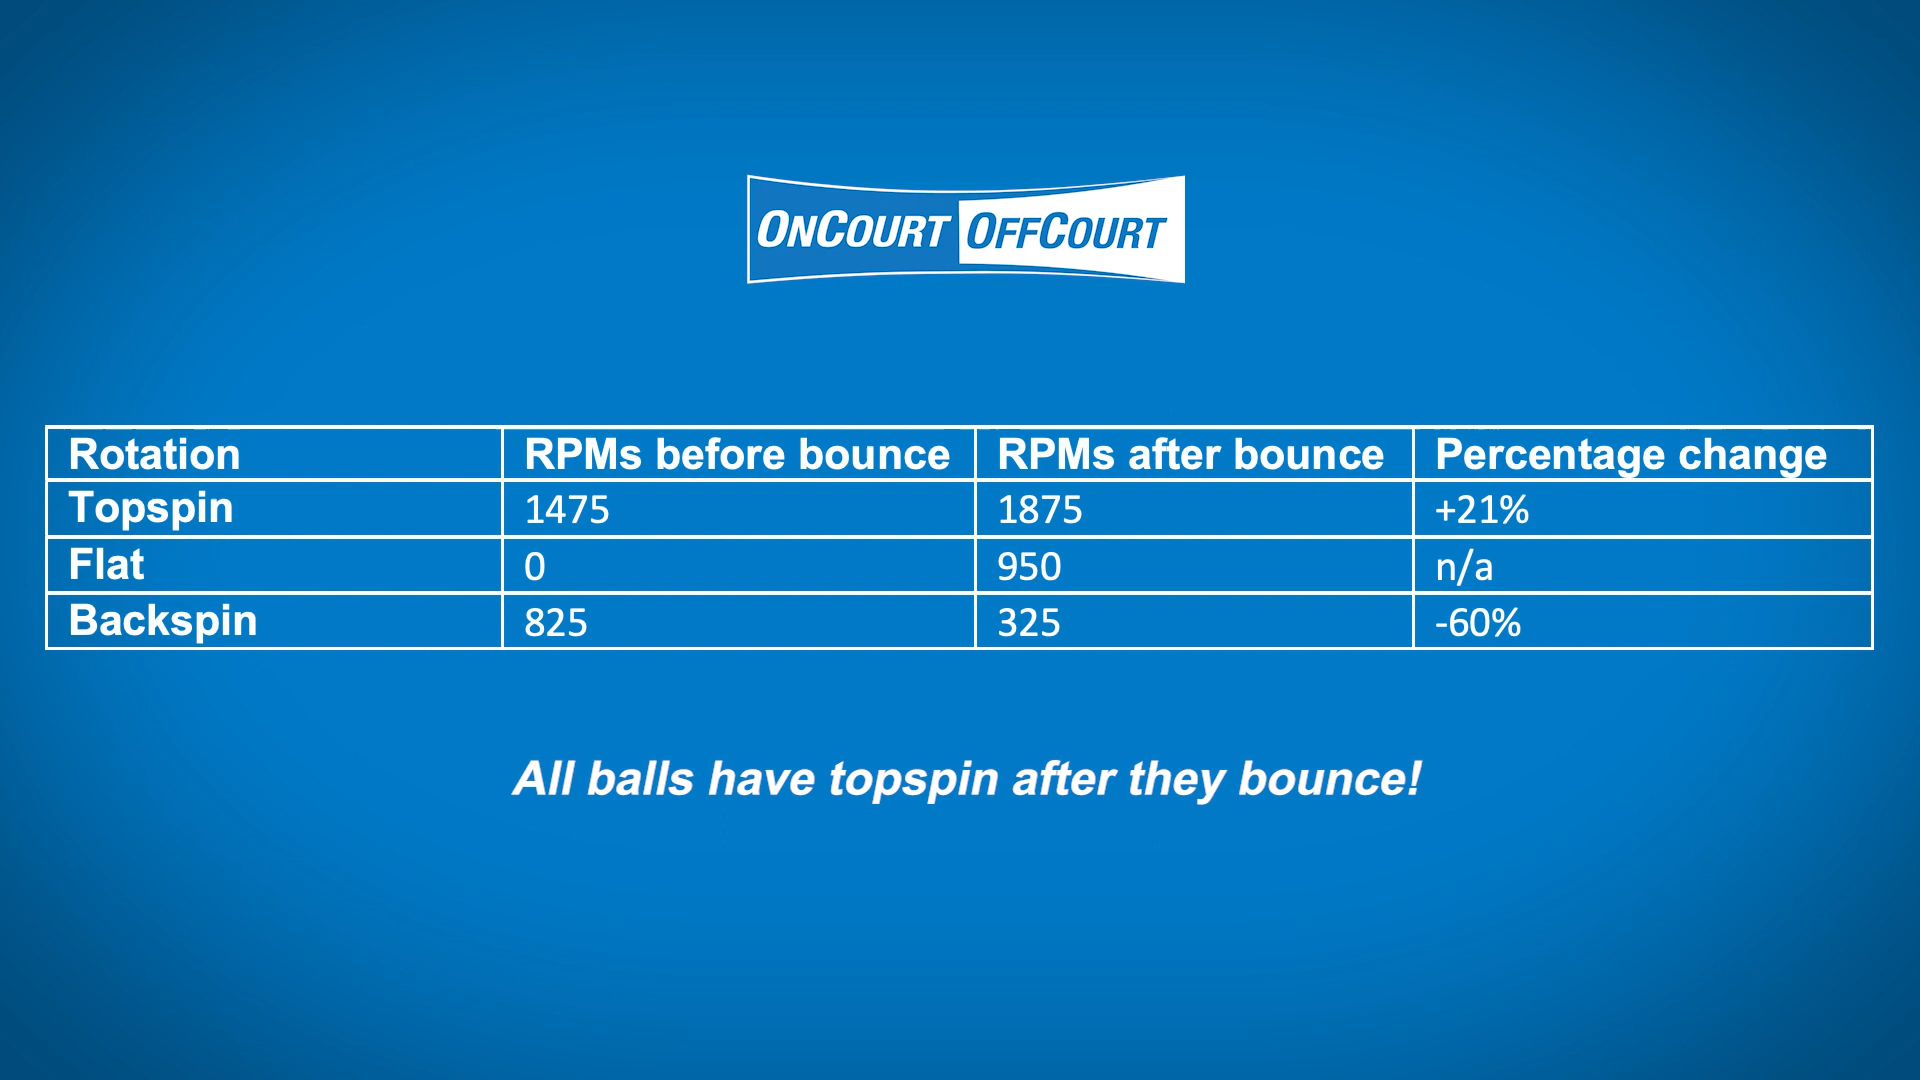 ONCOURT OFFCOURT
Rotation RPMs before bounce RPMs after bounce Percentage change
Topspin 1475 1875 +21%
Flat 0 950 n/a
Backspin 825 325 -60%
All balls have topspin after they bounce!